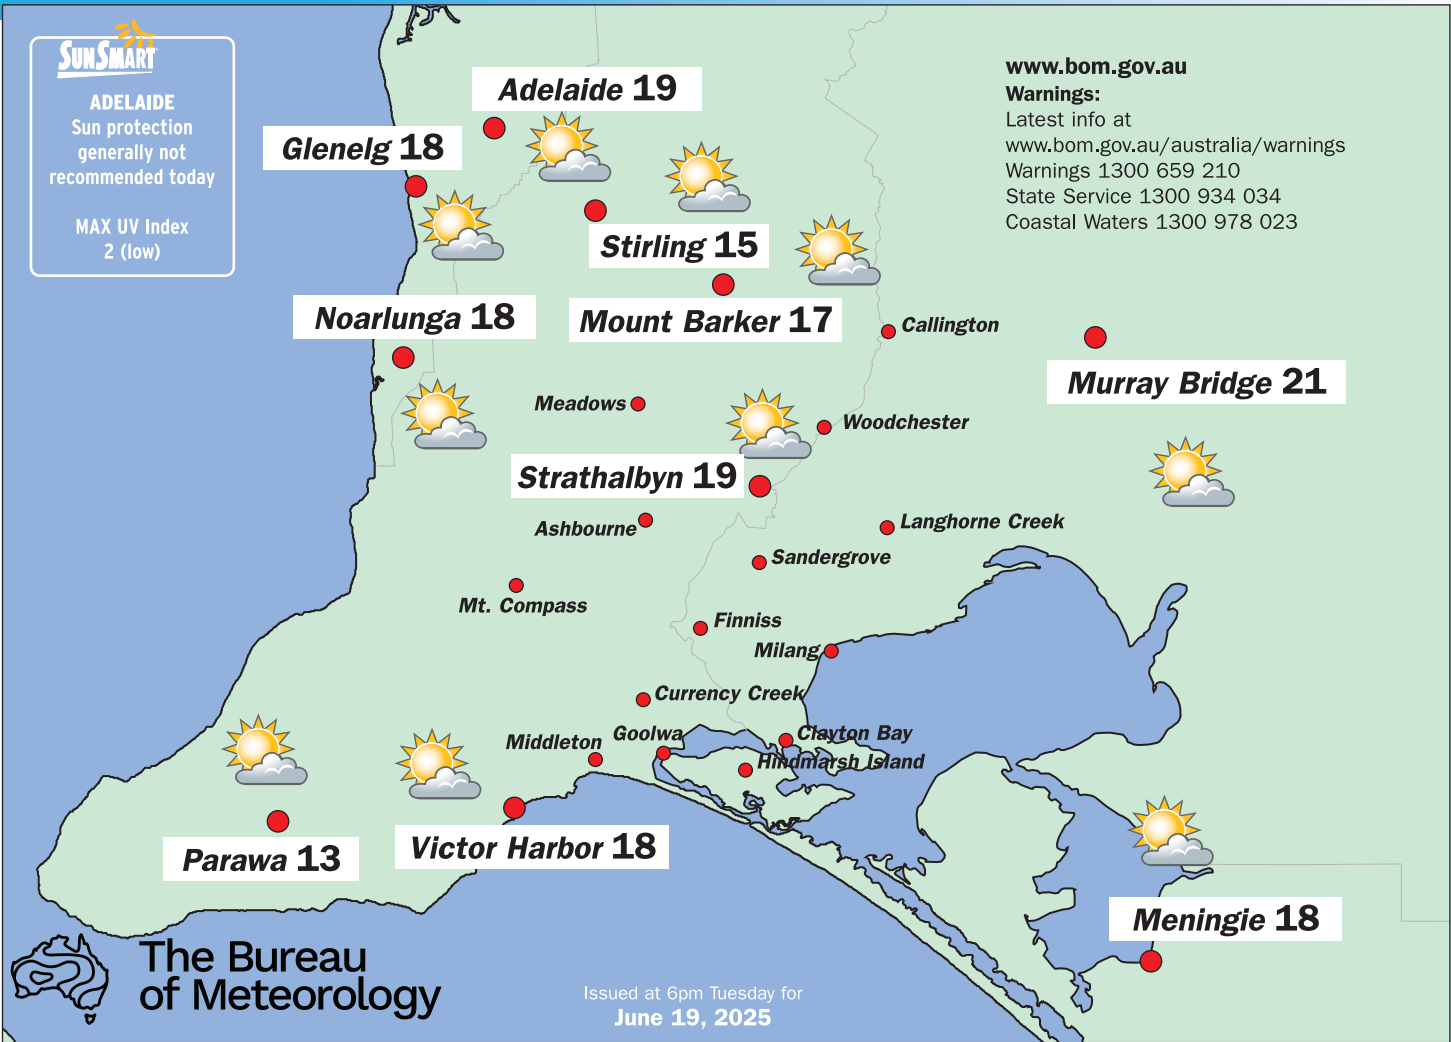 SUNSMART
ADELAIDE
Sun protection
generally not
recommended today
MAX UV Index
2 (low)
www.bom.gov.au
Warnings:
Latest info at
www.bom.gov.au/australia/warnings
Warnings 1300 659 210
State Service 1300 934 034
Coastal Waters 1300 978 023
Adelaide 19
Glenelg 18
Stirling 15
Noarlunga 18
Mount Barker 17
Callington
Murray Bridge 21
Meadows
Woodchester
Strathalbyn 19
Ashbourne
Langhorne Creek
Sandergrove
Mt. Compass
Finniss
Milang
Currency Creek
Middleton
Goolwa
Clayton Bay
Hindmarsh Island
Parawa 13
Victor Harbor 18
Meningie 18
The Bureau
of Meteorology
Issued at 6pm Tuesday for
June 19, 2025